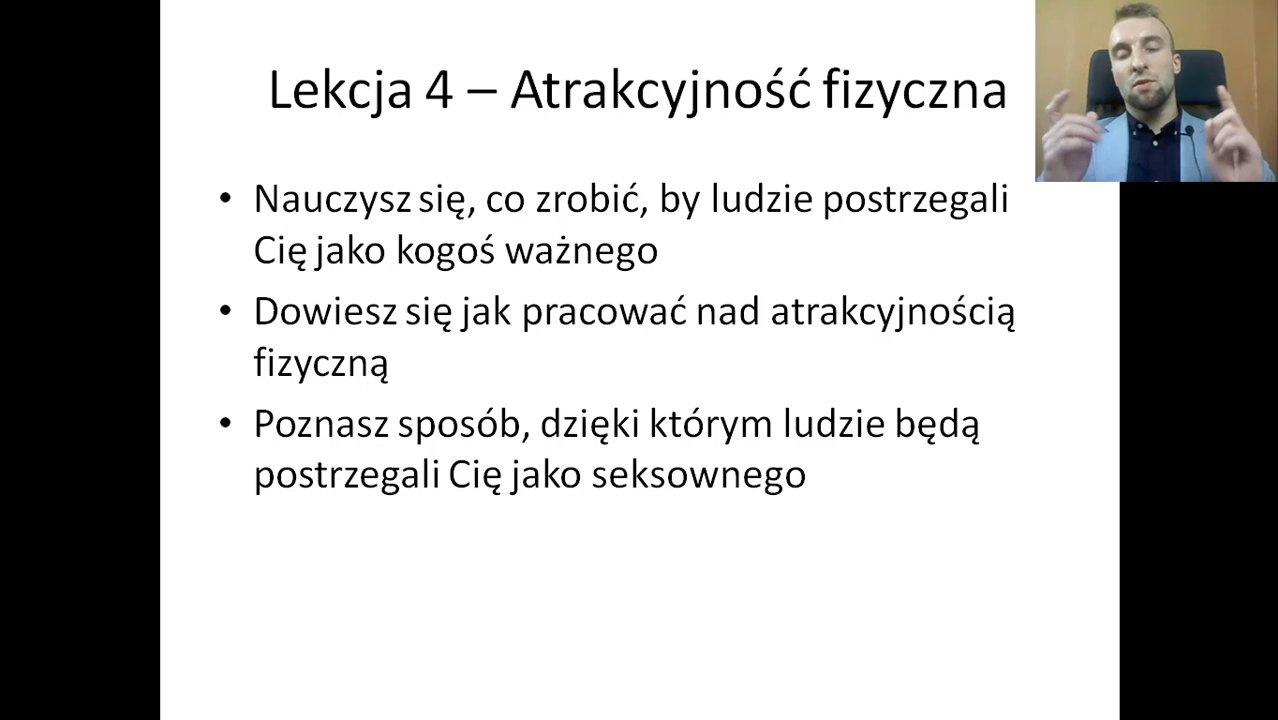 Lekcja 4 – Atrakcyjność fizyczna
• Nauczysz się, co zrobić, by ludzie postrzegali
Cię jako kogoś ważnego
• Dowiesz się jak pracować nad atrakcyjnością
fizyczną
• Poznasz sposób, dzięki którym ludzie będą
postrzegali Cię jako seksownego